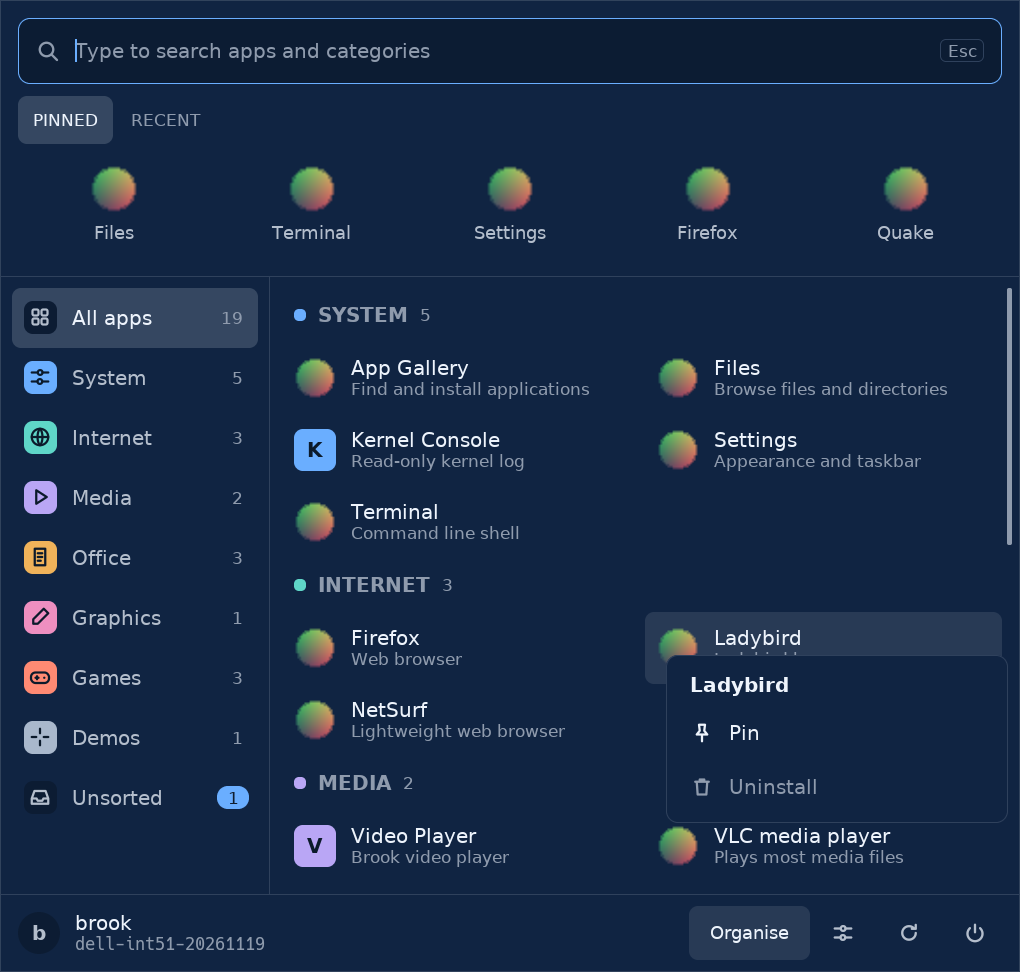 Type to search apps and categories
Esc
PINNED
RECENT
Files
Terminal
Settings
Firefox
Quake
All apps
19
System
5
Internet
3
Media
2
Office
3
Graphics
1
Games
3
Demos
1
Unsorted
1
SYSTEM 5
App Gallery
Find and install applications
Files
Browse files and directories
K
Kernel Console
Read-only kernel log
Settings
Appearance and taskbar
Terminal
Command line shell
INTERNET 3
Firefox
Web browser
Ladybird
NetSurf
Lightweight web browser
Ladybird
Pin
Uninstall
MEDIA 2
V
Video Player
Brook video player
VLC media player
Plays most media files
b
brook
dell-int51-20261119
Organise